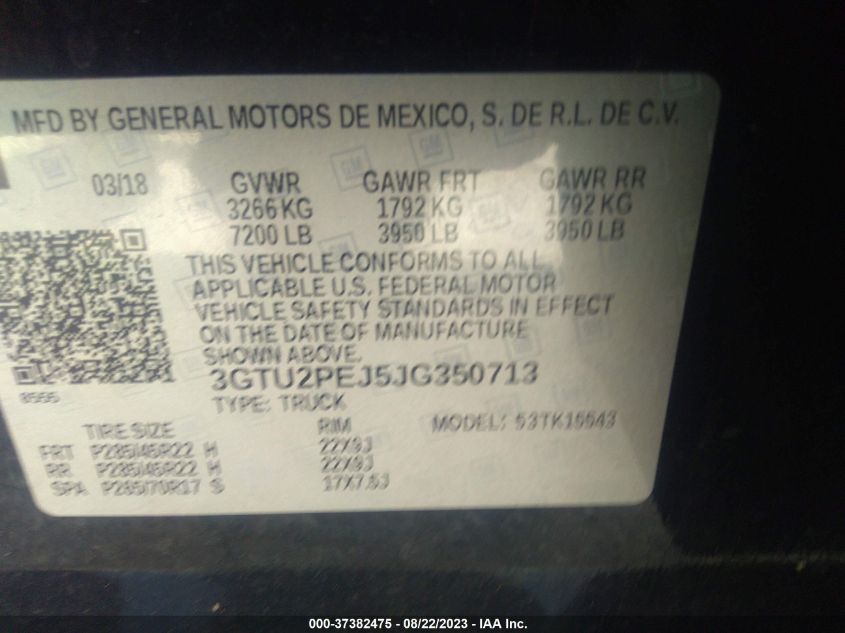 MFD BY GENERAL MOTORS DE MEXICO, S. DE R.L. DE C.V.
03/18 GVWR GAWR FRT GAWR RR
3266 KG 1792 KG 1792 KG
7200 LB 3950 LB 3950 LB
THIS VEHICLE CONFORMS TO ALL
APPLICABLE U.S. FEDERAL MOTOR
VEHICLE SAFETY STANDARDS IN EFFECT
ON THE DATE OF MANUFACTURE
SHOWN ABOVE.
3GTU2PEJ5JG350713
TYPE: TRUCK
TIRE SIZE RIM MODEL: 53TK15543
FRT P285/45R22 H 22X9J
RR P285/45R22 H 22X9J
SPA P265/70R17 S 17X7.5J
000-37382475 - 08/22/2023 - IAA Inc.